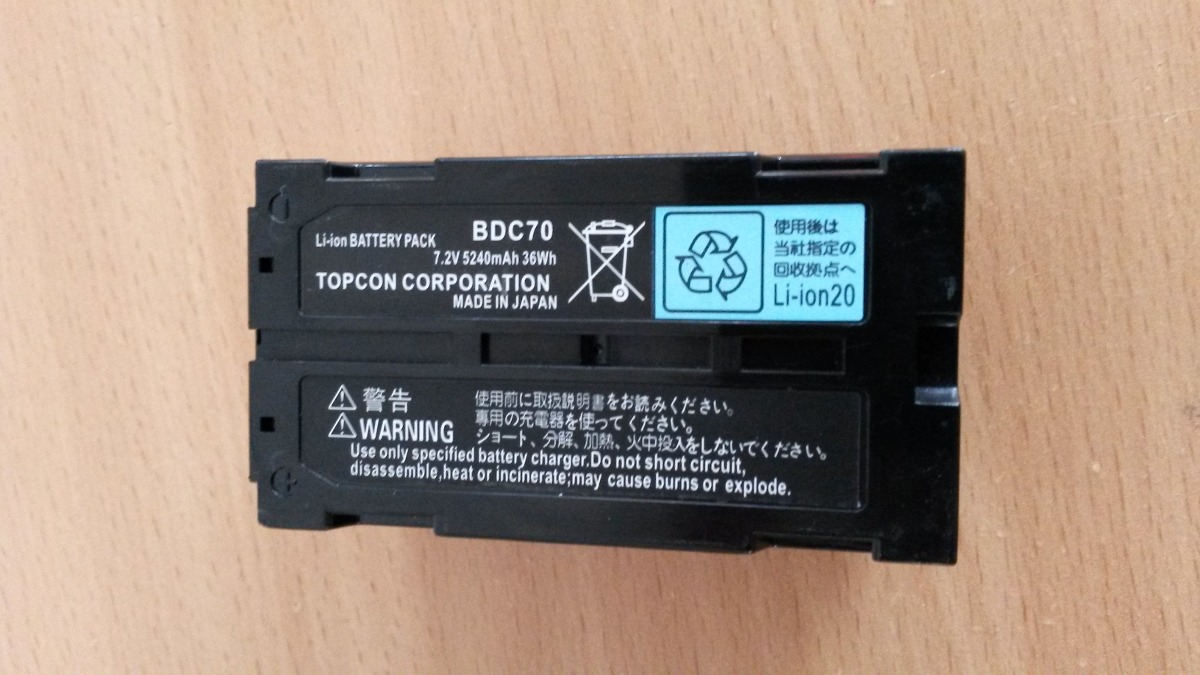 Li-ion BATTERY PACK BDC70
7.2V 5240mAh 36Wh
TOPCON CORPORATION
MADE IN JAPAN
使用後は
当社指定の
回収拠点へ
Li-ion20
警告
WARNING
使用前に取扱説明書をお読みください。
専用の充電器を使ってください。
ショート、分解、加熱、火中投入をしないでください。
Use only specified battery charger.Do not short circuit,
disassemble,heat or incinerate;may cause burns or explode.